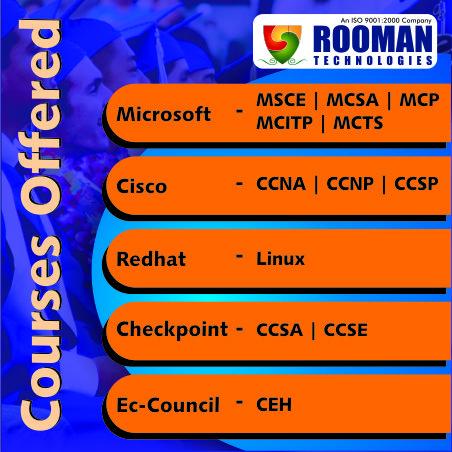 An ISO 9001:2000 Company
ROOMAN
TECHNOLOGIES
Courses Offered
Microsoft - MSCE | MCSA | MCP
MCITP | MCTS
Cisco - CCNA | CCNP | CCSP
Redhat - Linux
Checkpoint - CCSA | CCSE
Ec-Council - CEH